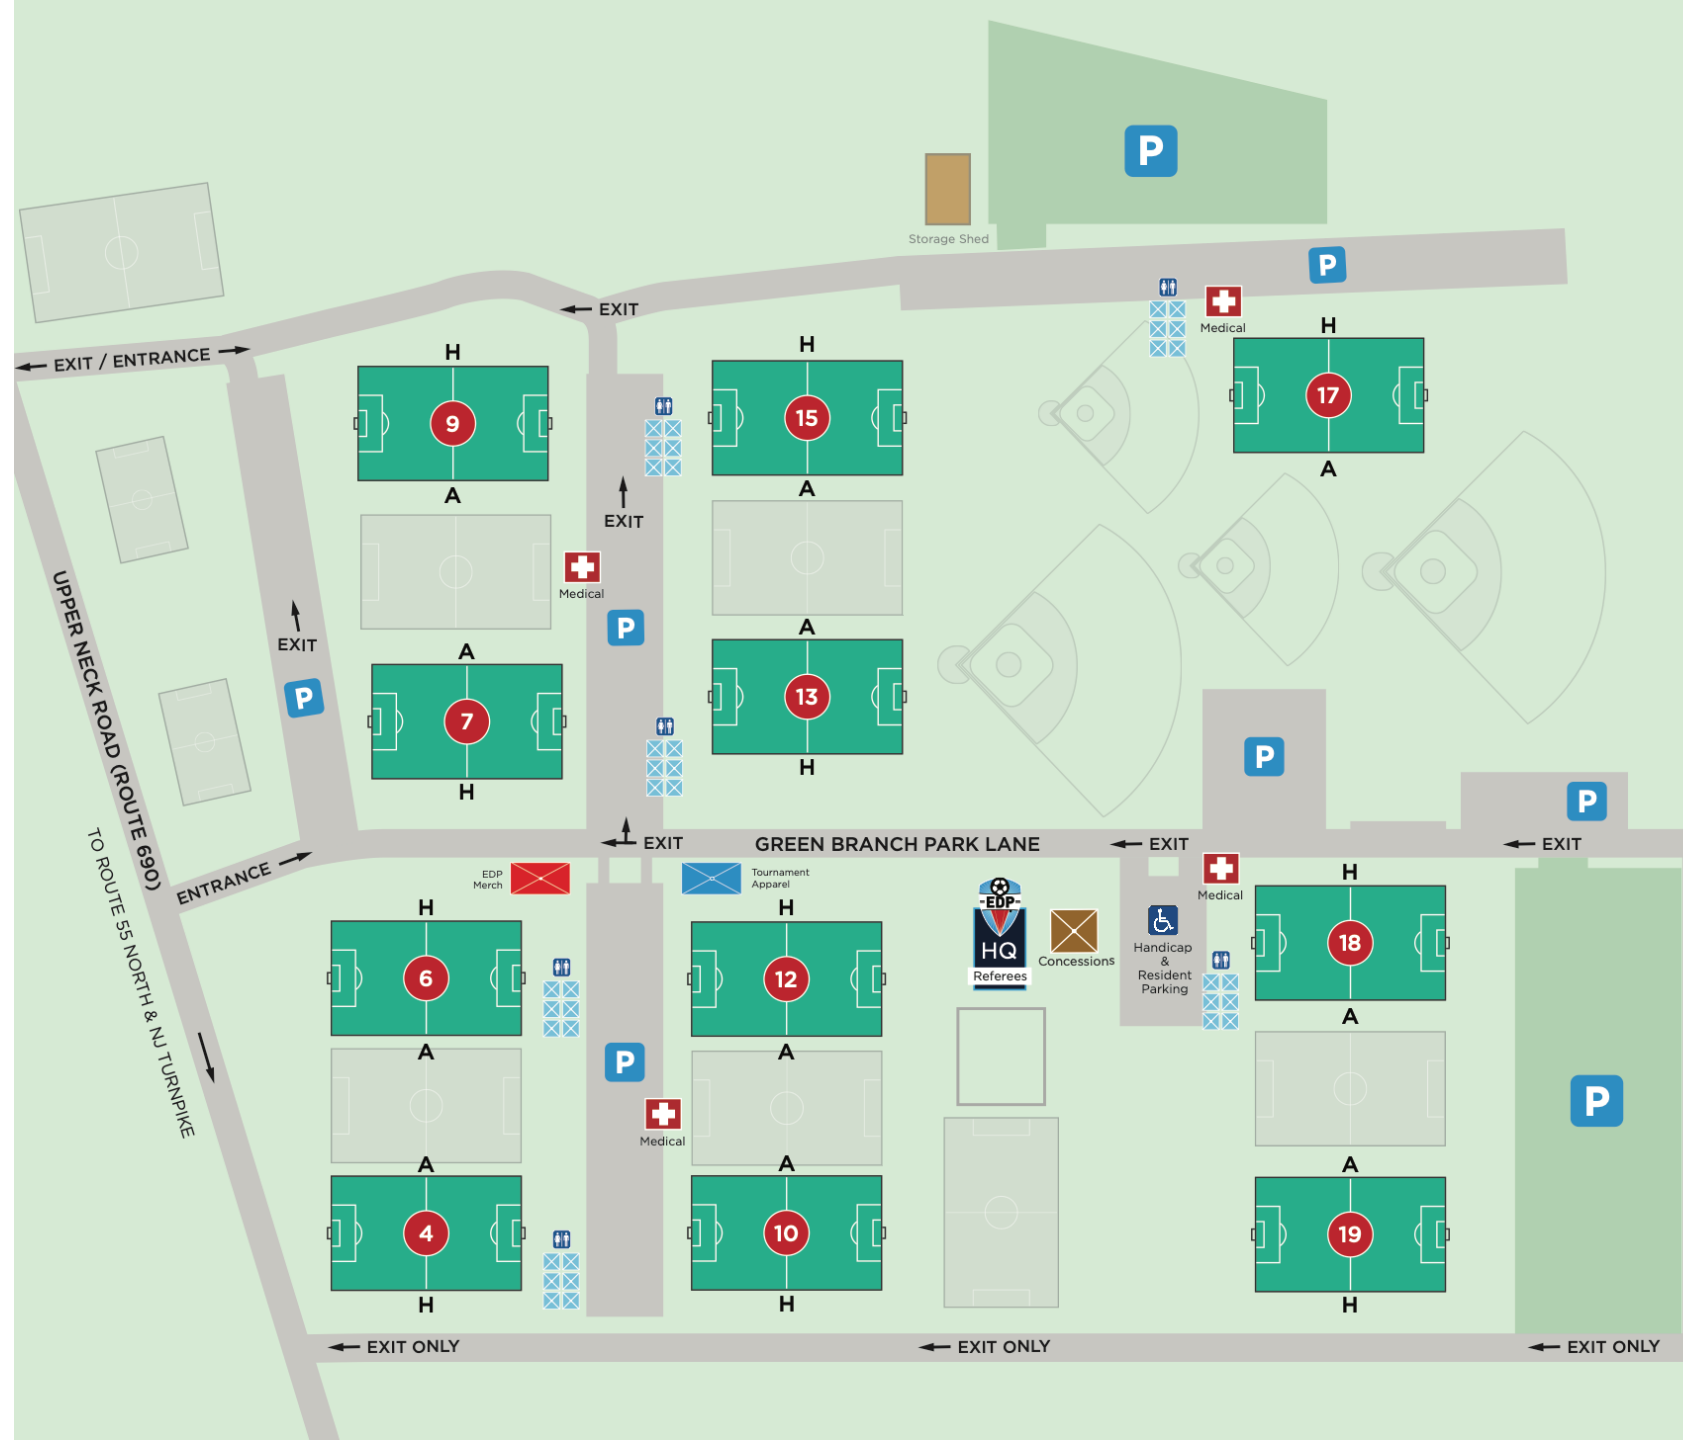 P
Storage Shed
P
EXIT
Medical
H
17
A
EXIT / ENTRANCE
H
9
A
H
15
A
EXIT
Medical
P
A
7
H
A
13
H
EXIT
P
UPPER NECK ROAD (ROUTE 690)
TO ROUTE 55 NORTH & NJ TURNPIKE
ENTRANCE
P
P
EXIT
GREEN BRANCH PARK LANE
EXIT
EXIT
EDP
Merch
Tournament
Apparel
EDP
HQ
Referees
Concessions
Handicap
&
Resident
Parking
Medical
H
6
A
H
12
A
H
18
A
P
Medical
P
A
4
H
A
10
H
A
19
H
EXIT ONLY
EXIT ONLY
EXIT ONLY